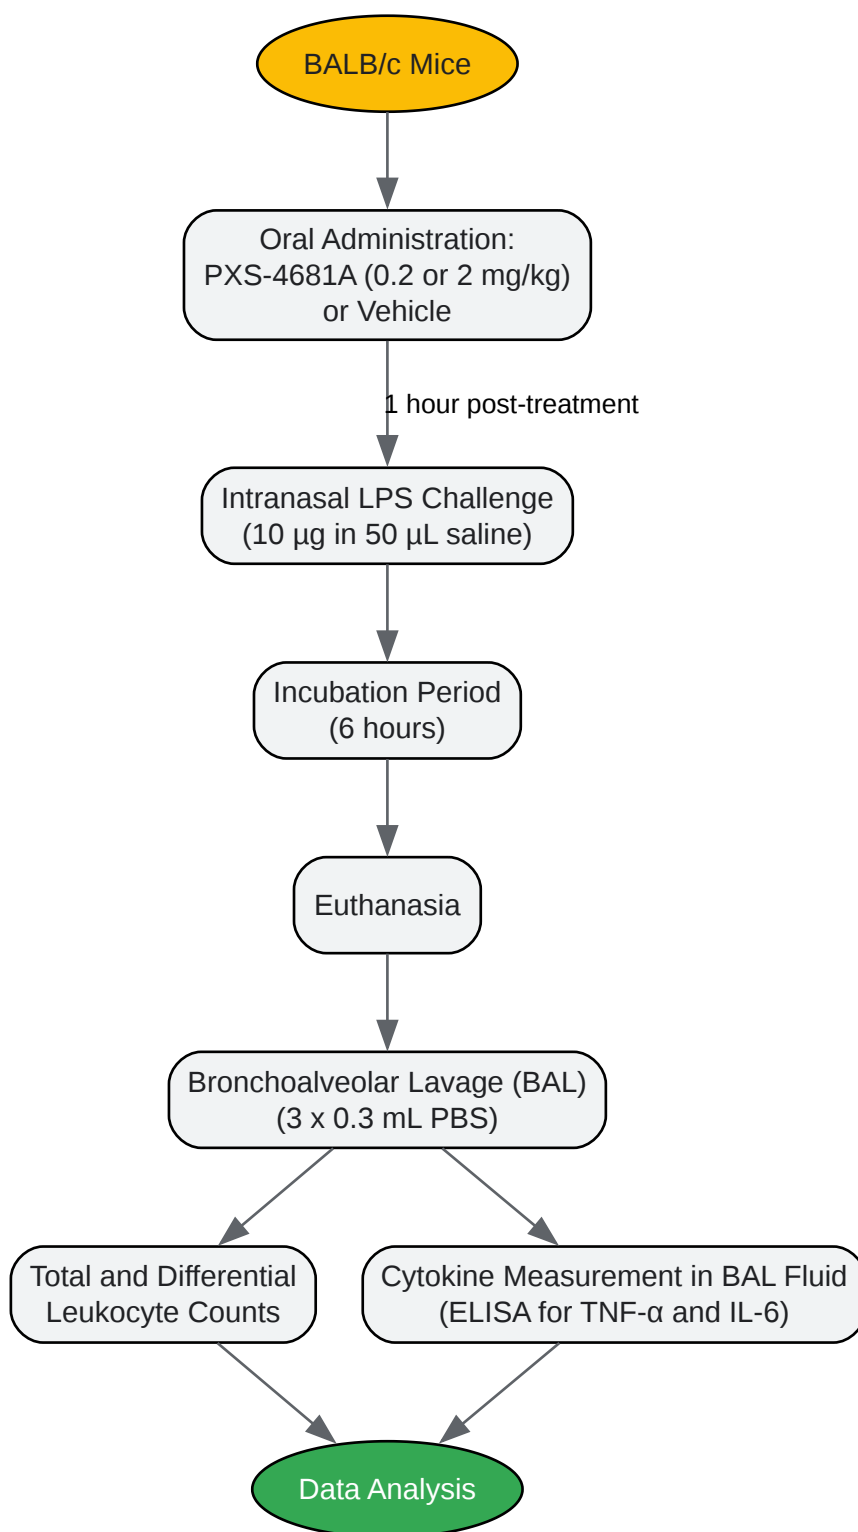 BALB/c Mice
Oral Administration:
PXS-4681A (0.2 or 2 mg/kg)
or Vehicle
1 hour post-treatment
Intranasal LPS Challenge
(10 µg in 50 µL saline)
Incubation Period
(6 hours)
Euthanasia
Bronchoalveolar Lavage (BAL)
(3 x 0.3 mL PBS)
Total and Differential
Leukocyte Counts
Cytokine Measurement in BAL Fluid
(ELISA for TNF-α and IL-6)
Data Analysis